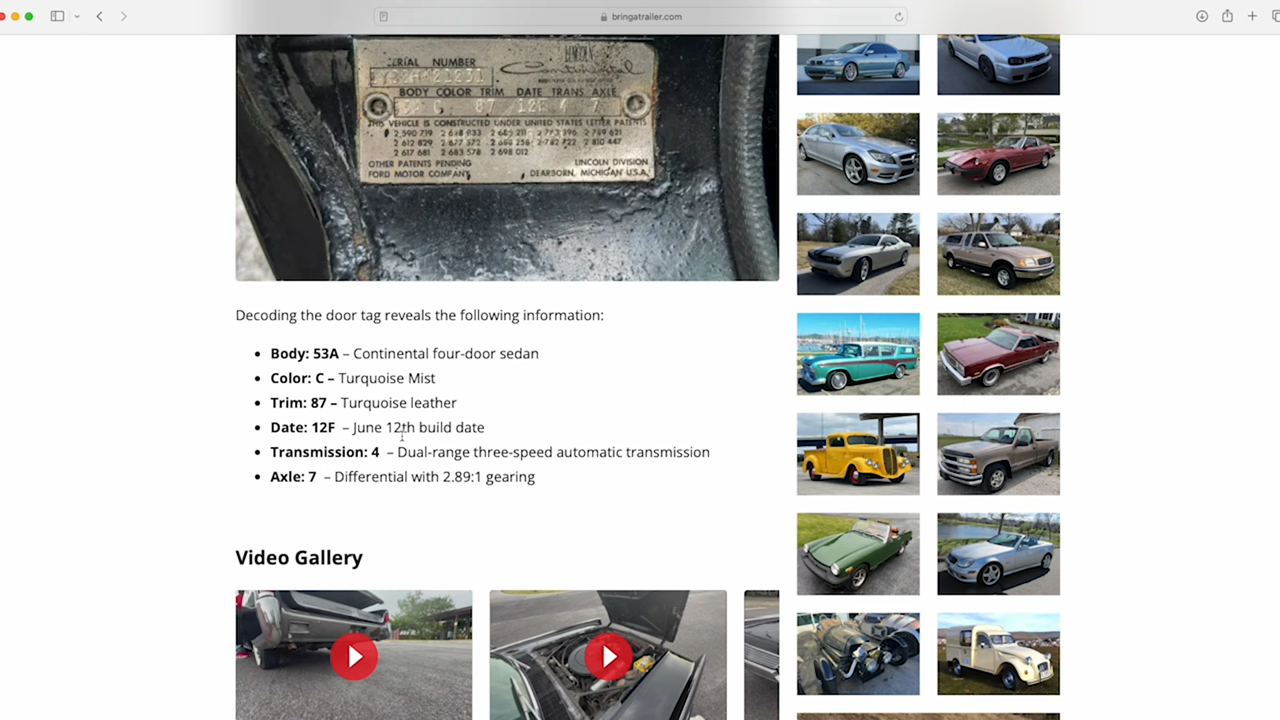 bringatrailer.com
LINCOLN
SERIAL NUMBER
Continental
BODY COLOR TRIM DATE TRANS AXLE
87 12F 4 7
THIS VEHICLE IS CONSTRUCTED UNDER UNITED STATES LETTER PATENTS
OTHER PATENTS PENDING LINCOLN DIVISION
FORD MOTOR COMPANY DEARBORN, MICHIGAN U.S.A.
Decoding the door tag reveals the following information:
• Body: 53A – Continental four-door sedan
• Color: C – Turquoise Mist
• Trim: 87 – Turquoise leather
• Date: 12F – June 12th build date
• Transmission: 4 – Dual-range three-speed automatic transmission
• Axle: 7 – Differential with 2.89:1 gearing
Video Gallery